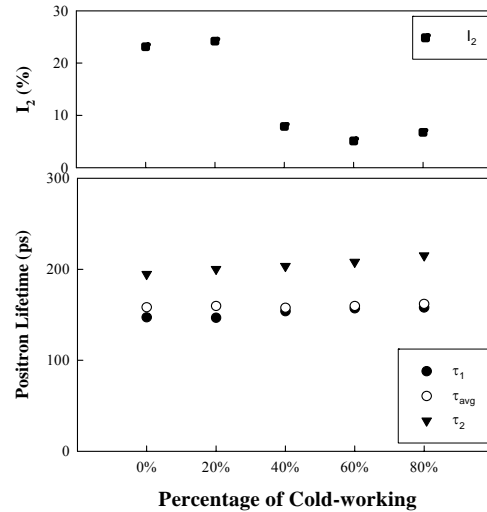 30
20
10
0
I2 (%)
I2
300
200
100
0
Positron Lifetime (ps)
τ1
τavg
τ2
0% 20% 40% 60% 80%
Percentage of Cold-working